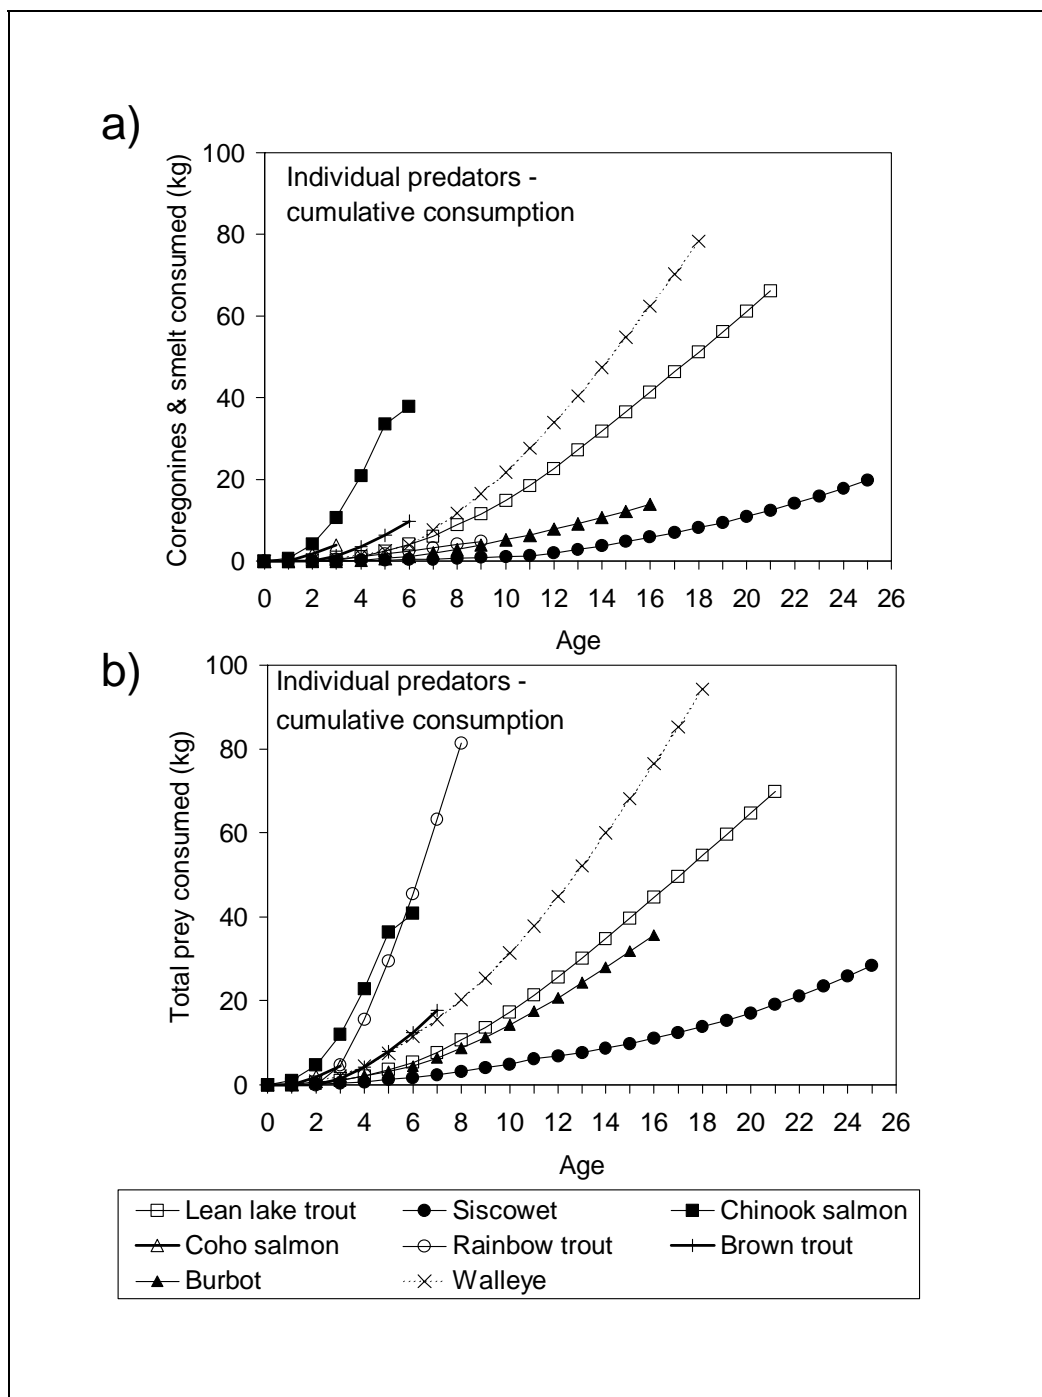 a)
Individual predators -
cumulative consumption
Coregonines & smelt consumed (kg)
100
80
60
40
20
0
0 2 4 6 8 10 12 14 16 18 20 22 24 26
Age
b)
Individual predators -
cumulative consumption
Total prey consumed (kg)
100
80
60
40
20
0
0 2 4 6 8 10 12 14 16 18 20 22 24 26
Age
Lean lake trout Siscowet Chinook salmon
Coho salmon Rainbow trout Brown trout
Burbot Walleye